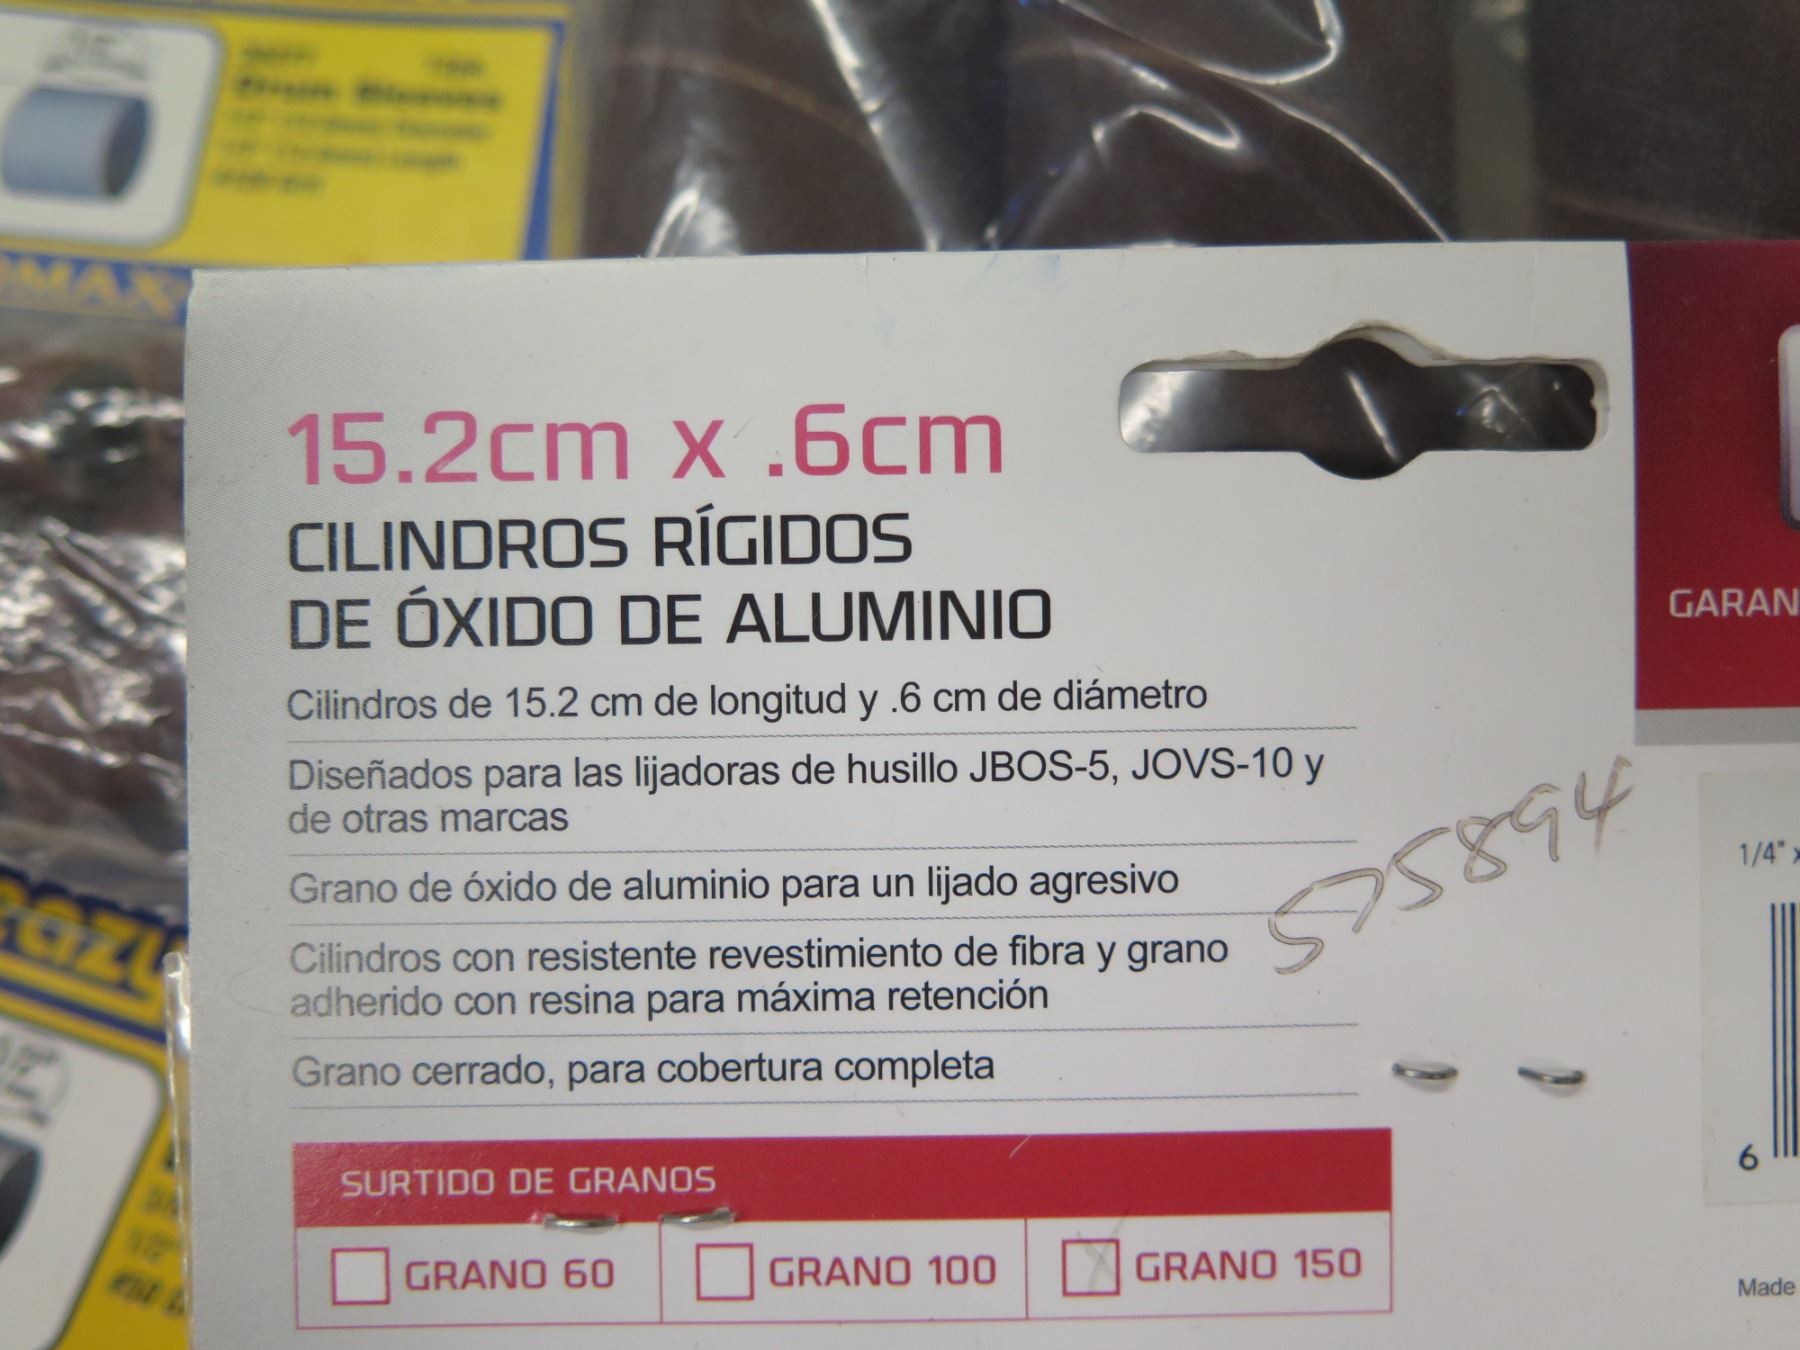 Drum Sleeves
15.2cm x .6cm
CILINDROS RÍGIDOS
DE ÓXIDO DE ALUMINIO
Cilindros de 15.2 cm de longitud y .6 cm de diámetro
Diseñados para las lijadoras de husillo JBOS-5, JOVS-10 y
de otras marcas
Grano de óxido de aluminio para un lijado agresivo
575894
Cilindros con resistente revestimiento de fibra y grano
adherido con resina para máxima retención
Grano cerrado, para cobertura completa
SURTIDO DE GRANOS
GRANO 60
GRANO 100
GRANO 150
GARAN
1/4" x
6
Made